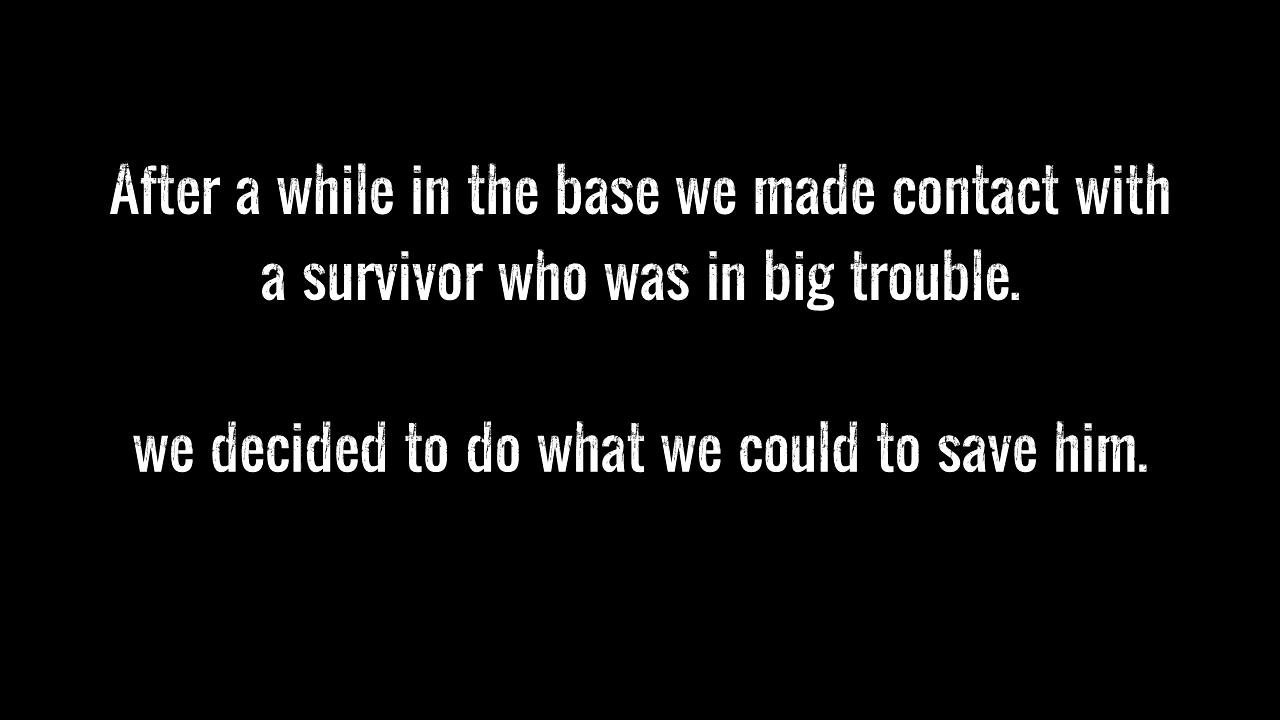 After a while in the base we made contact with
a survivor who was in big trouble.
we decided to do what we could to save him.